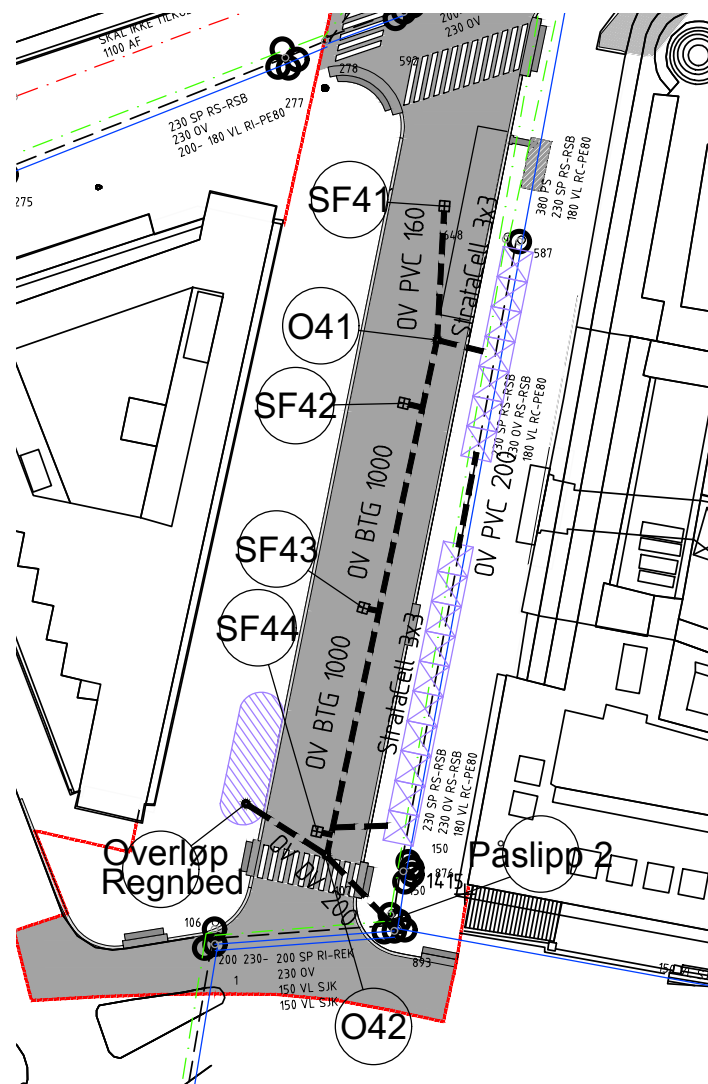 SKAL IKKE TILKO
1100 AF
200-
230 OV
592
278
277
230 SP RS-RSB
230 OV
200- 180 VL RI-PE80
275
SF41
648
OV PVC 160
StrataCell 3x3
380 PS
230 SP RS-RSB
180 VL RC-PE80
587
O41
SF42
230 SP RS-RSB
230 OV RS-RSB
180 VL RC-PE80
OV PVC 200
OV BTG 1000
SF43
SF44
OV BTG 1000
StrataCell 3x3
230 SP RS-RSB
230 OV RS-RSB
180 VL RC-PE80
150
Overløp
Regnbed
Påslipp 2
876
1415
150
407
106
200 230- 200 SP RI-REK
230 OV
150 VL SJK
150 VL SJK
1
893
O42